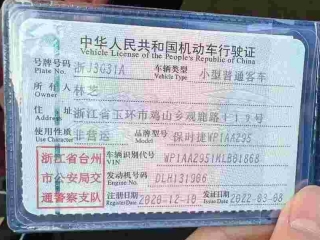 中华人民共和国机动车行驶证
Vehicle License of the People's Republic of China
号牌号码 浙J3G31A 车辆类型 小型普通客车
Plate No. Vehicle Type
所有人 林芝
Owner
住址 浙江省玉环市鸡山乡观鹿路119号
Address
使用性质 非营运 品牌型号 保时捷WP1AA295
Use Character Model
浙江省台州 车辆识别代号
VIN WP1AA2951KLB01868
市公安局交 发动机号码 DLH131906
Engine No.
通警察支队 注册日期 2020-12-10 发证日期 2022-03-08
Register Date Issue Date